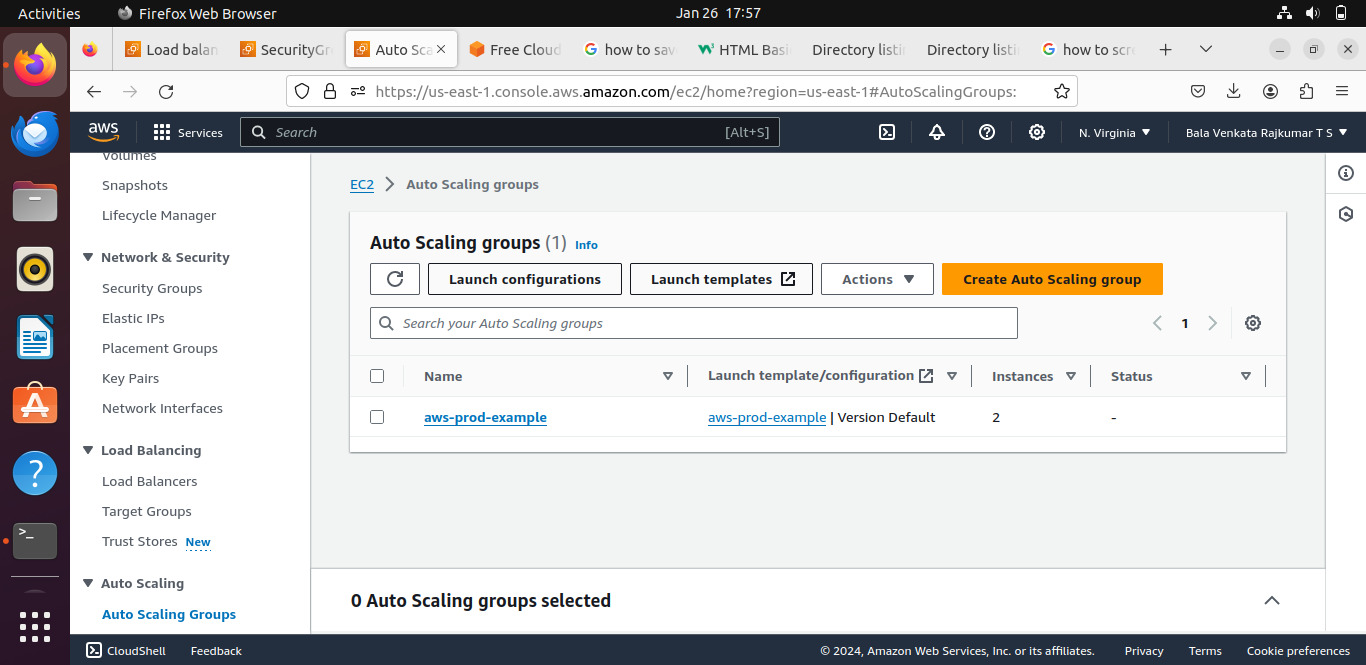 Activities Firefox Web Browser Jan 26 17:57
Load balan SecurityGr Auto Sca Free Cloud how to sav HTML Basi Directory listi Directory listi how to scr
https://us-east-1.console.aws.amazon.com/ec2/home?region=us-east-1#AutoScalingGroups:
aws Services Search [Alt+S] N. Virginia Bala Venkata Rajkumar T S
Volumes
Snapshots
Lifecycle Manager
Network & Security
Security Groups
Elastic IPs
Placement Groups
Key Pairs
Network Interfaces
Load Balancing
Load Balancers
Target Groups
Trust Stores New
Auto Scaling
Auto Scaling Groups
EC2 Auto Scaling groups
Auto Scaling groups (1) Info
Launch configurations Launch templates Actions Create Auto Scaling group
Search your Auto Scaling groups 1
Name Launch template/configuration Instances Status
aws-prod-example aws-prod-example | Version Default 2 -
0 Auto Scaling groups selected
CloudShell Feedback © 2024, Amazon Web Services, Inc. or its affiliates. Privacy Terms Cookie preferences